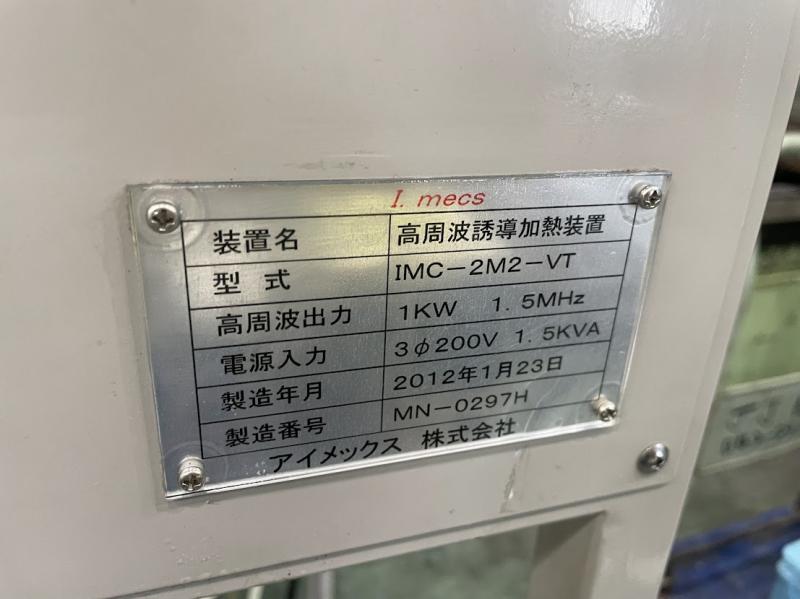 I. mecs
装置名 高周波誘導加熱装置
型 式 IMC-2M2-VT
高周波出力 1KW 1. 5MHz
電源入力 3φ200V 1. 5KVA
製造年月 2012年1月23日
製造番号 MN-0297H
アイメックス 株式会社